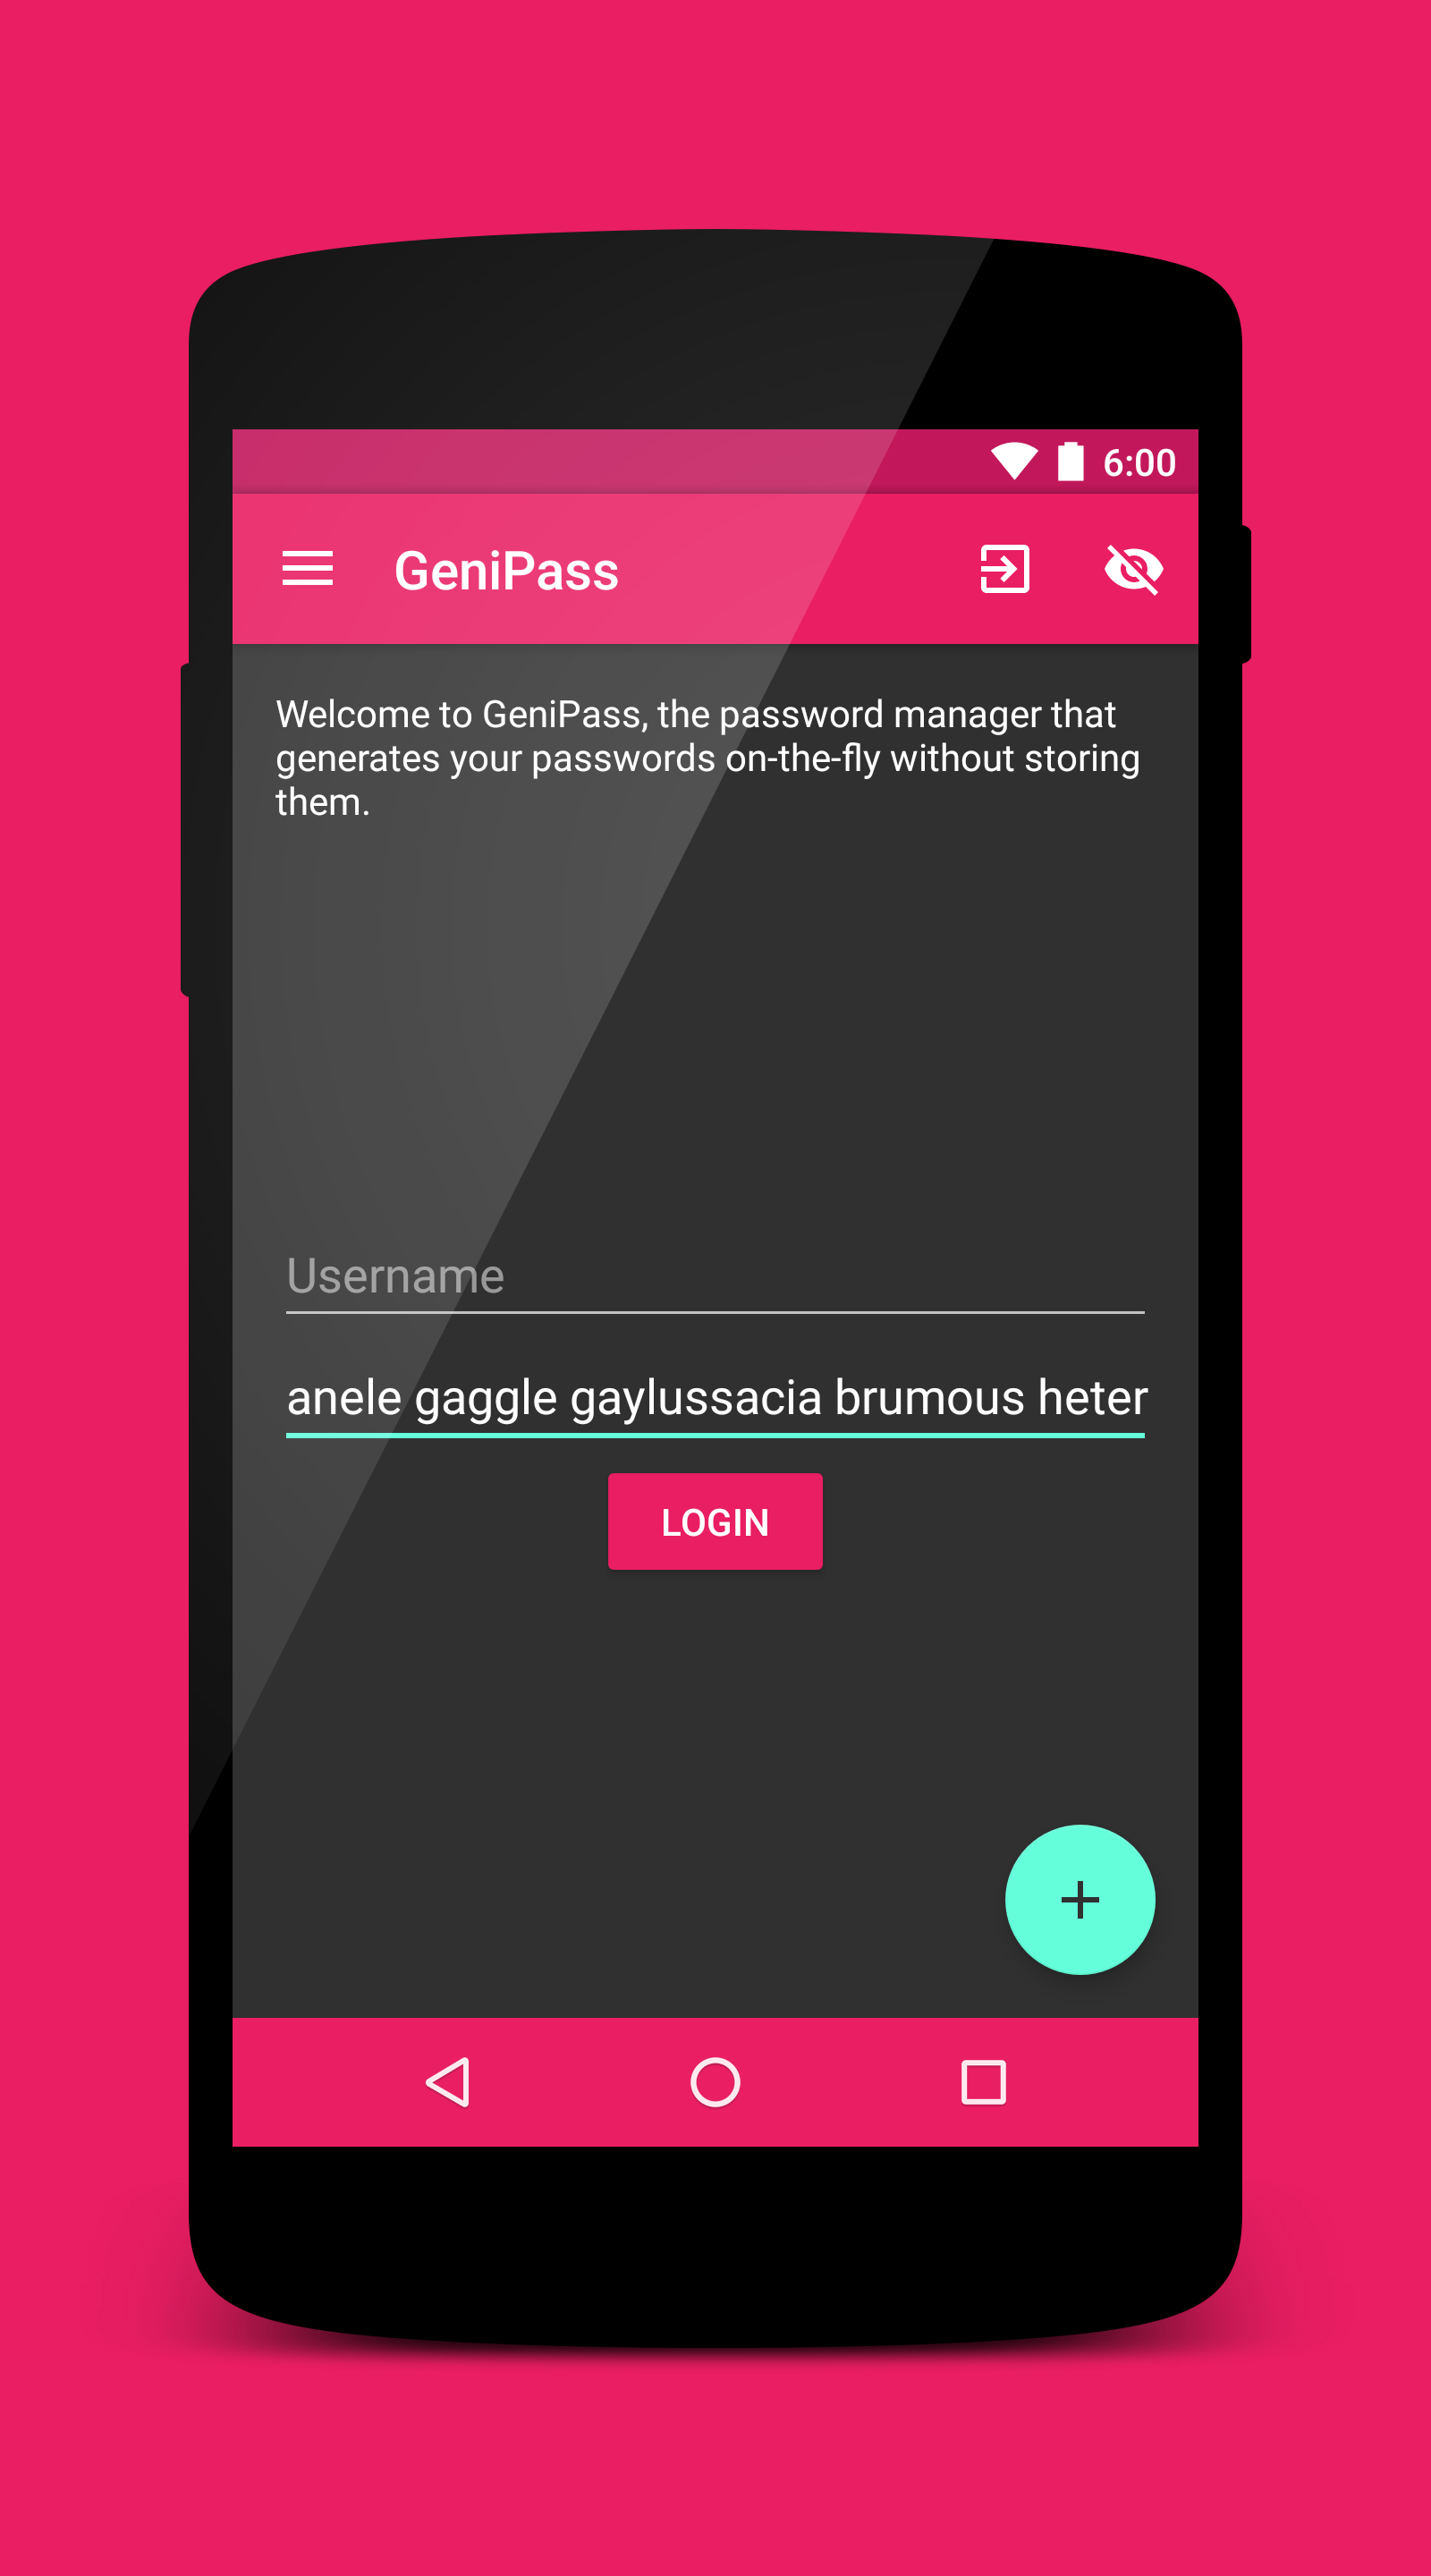 6:00
GeniPass
Welcome to GeniPass, the password manager that
generates your passwords on-the-fly without storing
them.
Username
anele gaggle gaylussacia brumous heter
LOGIN